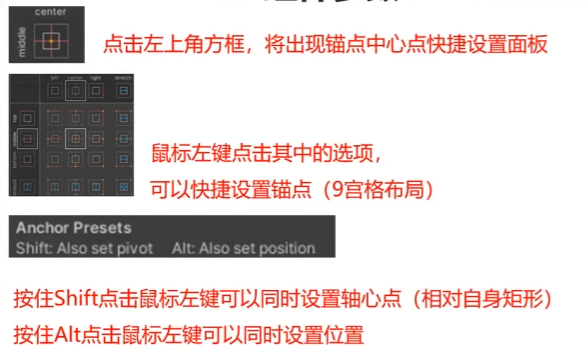 center
middle
点击左上角方框，将出现锚点中心点快捷设置面板
left center right stretch
top
middle
bottom
stretch
鼠标左键点击其中的选项，
可以快捷设置锚点（9宫格布局）
Anchor Presets
Shift: Also set pivot Alt: Also set position
按住Shift点击鼠标左键可以同时设置轴心点（相对自身矩形）
按住Alt点击鼠标左键可以同时设置位置